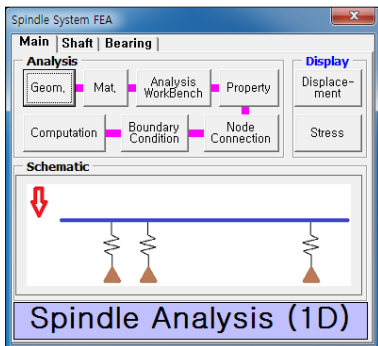 Spindle System FEA
Main Shaft Bearing
Analysis Display
Geom. Mat. Analysis WorkBench Property Displace-ment
Computation Boundary Condition Node Connection Stress
Schematic
Spindle Analysis (1D)